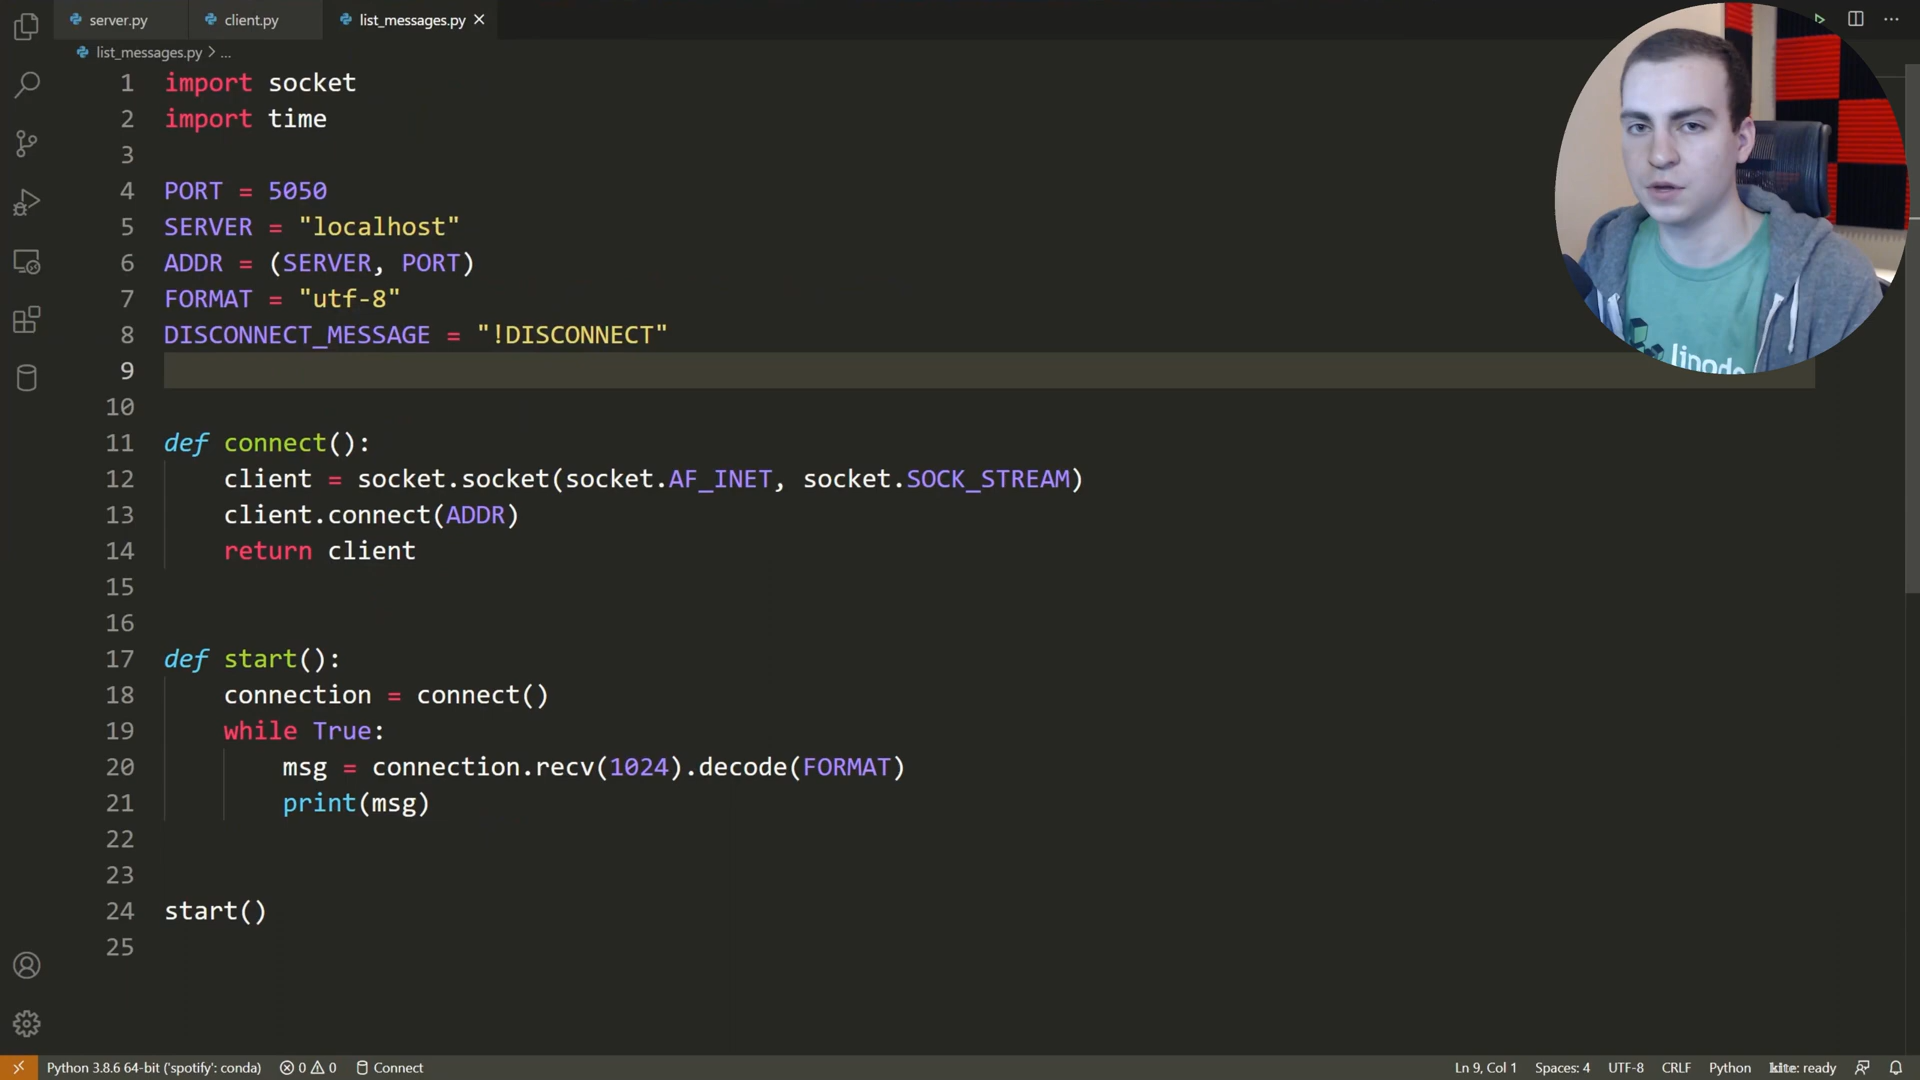 server.py
client.py
list_messages.py
list_messages.py > ...
1 import socket
2 import time
3
4 PORT = 5050
5 SERVER = "localhost"
6 ADDR = (SERVER, PORT)
7 FORMAT = "utf-8"
8 DISCONNECT_MESSAGE = "!DISCONNECT"
9
10
11 def connect():
12 client = socket.socket(socket.AF_INET, socket.SOCK_STREAM)
13 client.connect(ADDR)
14 return client
15
16
17 def start():
18 connection = connect()
19 while True:
20 msg = connection.recv(1024).decode(FORMAT)
21 print(msg)
22
23
24 start()
25
linode
Python 3.8.6 64-bit ('spotify': conda) 0 0 Connect Ln 9, Col 1 Spaces: 4 UTF-8 CRLF Python kite: ready